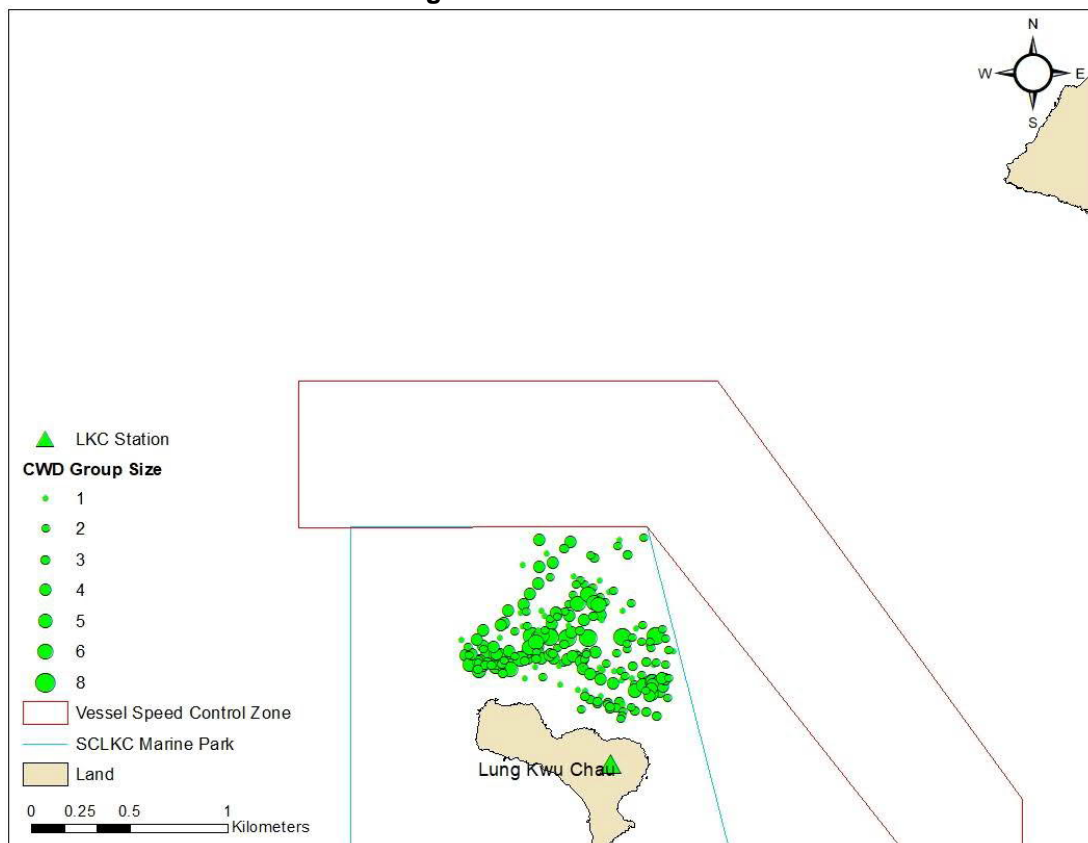 N
W E
S
LKC Station
CWD Group Size
1
2
3
4
5
6
8
Vessel Speed Control Zone
SCLKC Marine Park
Land
Lung Kwu Chau
0 0.25 0.5 1
Kilometers